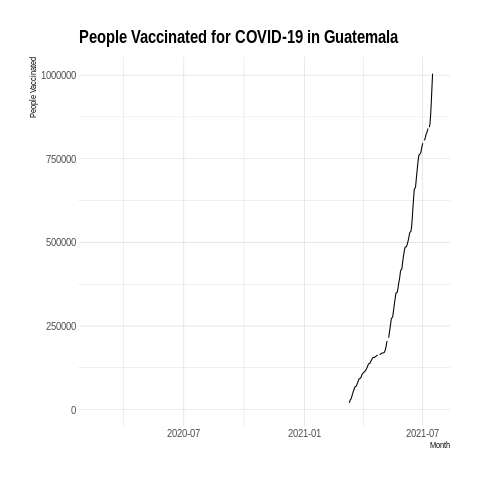 People Vaccinated for COVID-19 in Guatemala
People Vaccinated
1000000
750000
500000
250000
0
2020-07 2021-01 2021-07
Month